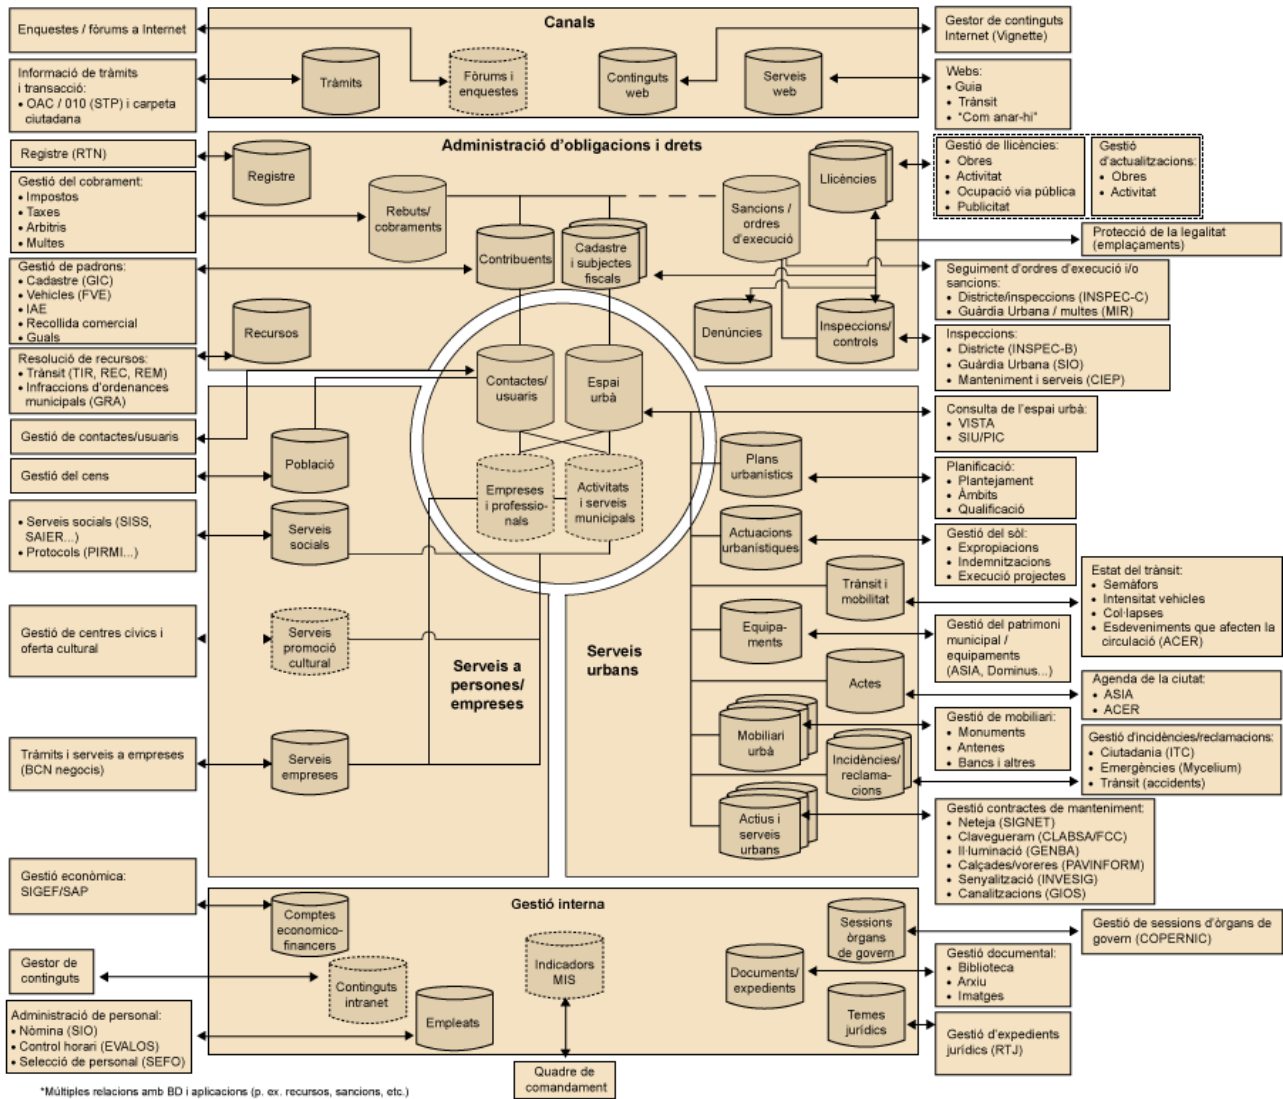 Canals
Enquestes / fòrums a Internet
Informació de tràmits
i transacció:
• OAC / 010 (STP) i carpeta
ciutadana
Tràmits
Fòrums i
enquestes
Continguts
web
Serveis
web
Gestor de continguts
Internet (Vignette)
Webs:
• Guia
• Trànsit
• "Com anar-hi"
Administració d'obligacions i drets
Registre (RTN)
Gestió del cobrament:
• Impostos
• Taxes
• Arbitris
• Multes
Gestió de padrons:
• Cadastre (GIC)
• Vehicles (FVE)
• IAE
• Recollida comercial
• Guals
Resolució de recursos:
• Trànsit (TIR, REC, REM)
• Infraccions d'ordenances
municipals (GRA)
Registre
Rebuts/
cobraments
Contribuents
Cadastre
i subjectes
fiscals
Sancions /
ordres
d'execució
Llicències
Recursos
Denúncies
Inspeccions/
controls
Gestió de llicències:
• Obres
• Activitat
• Ocupació via pública
• Publicitat
Gestió
d'actualitzacions:
• Obres
• Activitat
Protecció de la legalitat
(emplaçaments)
Seguiment d'ordres d'execució i/o
sancions:
• Districte/inspeccions (INSPEC-C)
• Guàrdia Urbana / multes (MIR)
Inspeccions:
• Districte (INSPEC-B)
• Guàrdia Urbana (SIO)
• Manteniment i serveis (CIEP)
Contactes/
usuaris
Espai
urbà
Empreses
i professio-
nals
Activitats
i serveis
municipals
Gestió de contactes/usuaris
Gestió del cens
• Serveis socials (SISS,
SAIER...)
• Protocols (PIRMI...)
Gestió de centres cívics i
oferta cultural
Tràmits i serveis a empreses
(BCN negocis)
Població
Serveis
socials
Serveis
promoció
cultural
Serveis
empreses
Serveis a
persones/
empreses
Serveis
urbans
Plans
urbanístics
Actuacions
urbanístiques
Trànsit i
mobilitat
Equipa-
ments
Actes
Mobiliari
urbà
Incidències/
reclama-
cions
Actius i
serveis
urbans
Consulta de l'espai urbà:
• VISTA
• SIU/PIC
Planificació:
• Plantejament
• Àmbits
• Qualificació
Gestió del sòl:
• Expropiacions
• Indemnitzacions
• Execució projectes
Estat del trànsit:
• Semàfors
• Intensitat vehicles
• Col·lapses
• Esdeveniments que afecten la
circulació (ACER)
Gestió del patrimoni
municipal /
equipaments
(ASIA, Dominus...)
Agenda de la ciutat:
• ASIA
• ACER
Gestió de mobiliari:
• Monuments
• Antenes
• Bancs i altres
Gestió d'incidències/reclamacions:
• Ciutadania (ITC)
• Emergències (Mycelium)
• Trànsit (accidents)
Gestió contractes de manteniment:
• Neteja (SIGNET)
• Clavegueram (CLABSA/FCC)
• Il·luminació (GENBA)
• Calçades/voreres (PAVINFORM)
• Senyalització (INVESIG)
• Canalitzacions (GIOS)
Gestió interna
Gestió econòmica:
SIGEF/SAP
Gestor de
continguts
Administració de personal:
• Nòmina (SIO)
• Control horari (EVALOS)
• Selecció de personal (SEFO)
Comptes
economico-
financers
Continguts
intranet
Empleats
Indicadors
MIS
Documents/
expedients
Sessions
òrgans
de govern
Temes
jurídics
Gestió de sessions d'òrgans de
govern (COPERNIC)
Gestió documental:
• Biblioteca
• Arxiu
• Imatges
Gestió d'expedients
jurídics (RTJ)
Quadre de
comandament
*Múltiples relacions amb BD i aplicacions (p. ex. recursos, sancions, etc.)